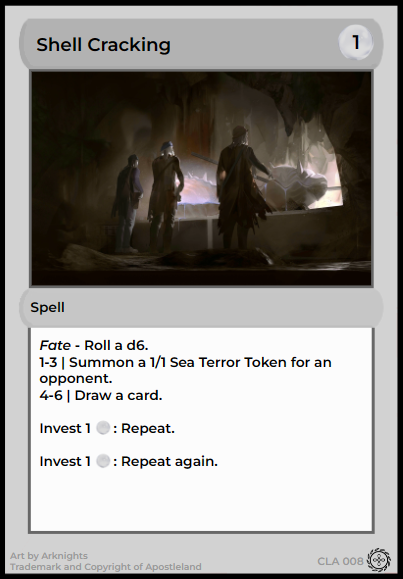 Shell Cracking
1
Spell
Fate - Roll a d6.
1-3 | Summon a 1/1 Sea Terror Token for an
opponent.
4-6 | Draw a card.
Invest 1 : Repeat.
Invest 1 : Repeat again.
Art by Arknights
Trademark and Copyright of Apostleland
CLA 008